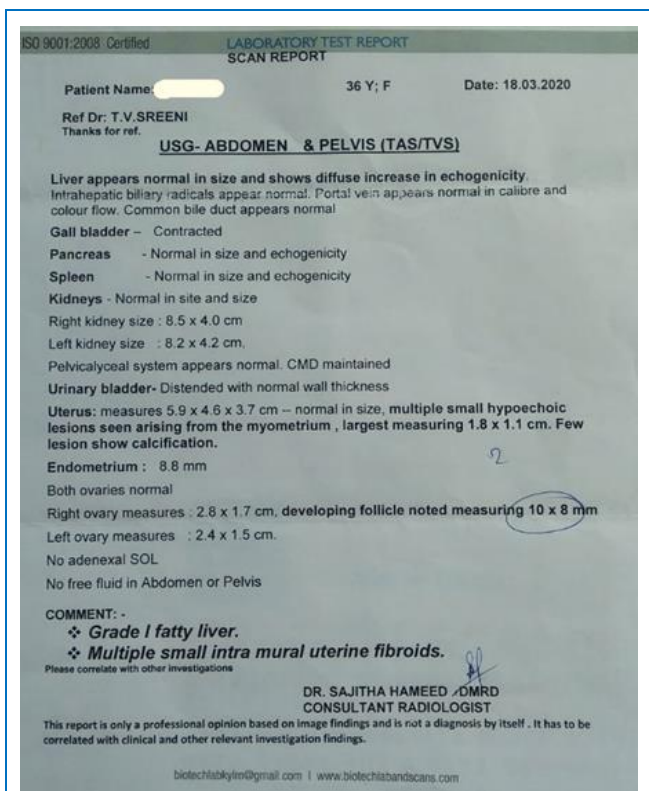 ISO 9001:2008 Certified
LABORATORY TEST REPORT
SCAN REPORT
Patient Name: 36 Y; F Date: 18.03.2020
Ref Dr: T.V.SREENI
Thanks for ref.
USG- ABDOMEN & PELVIS (TAS/TVS)
Liver appears normal in size and shows diffuse increase in echogenicity.
Intrahepatic biliary radicals appear normal. Portal vein appears normal in calibre and
colour flow. Common bile duct appears normal
Gall bladder – Contracted
Pancreas - Normal in size and echogenicity
Spleen - Normal in size and echogenicity
Kidneys - Normal in site and size
Right kidney size : 8.5 x 4.0 cm
Left kidney size : 8.2 x 4.2 cm.
Pelvicalyceal system appears normal. CMD maintained
Urinary bladder- Distended with normal wall thickness
Uterus: measures 5.9 x 4.6 x 3.7 cm – normal in size, multiple small hypoechoic
lesions seen arising from the myometrium , largest measuring 1.8 x 1.1 cm. Few
lesion show calcification.
2
Endometrium : 8.8 mm
Both ovaries normal
Right ovary measures : 2.8 x 1.7 cm, developing follicle noted measuring 10 x 8 mm
Left ovary measures : 2.4 x 1.5 cm.
No adenexal SOL
No free fluid in Abdomen or Pelvis
COMMENT: -
❖ Grade I fatty liver.
❖ Multiple small intra mural uterine fibroids.
Please correlate with other investigations
DR. SAJITHA HAMEED DMRD
CONSULTANT RADIOLOGIST
This report is only a professional opinion based on image findings and is not a diagnosis by itself . It has to be
correlated with clinical and other relevant investigation findings.
biotechlabkylm@gmail.com | www.biotechlabandscans.com